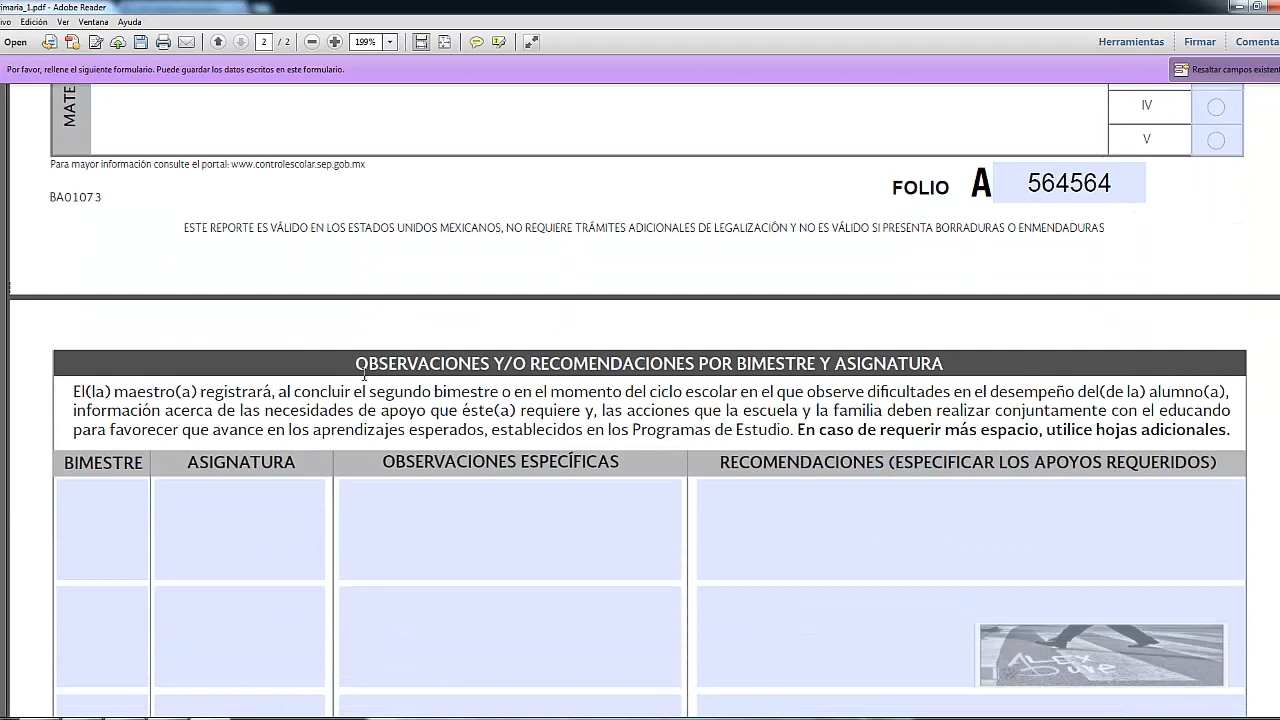 imaria_1.pdf - Adobe Reader
ivo Edición Ver Ventana Ayuda
Open 2 / 2 199% Herramientas Firmar Comenta
Por favor, rellene el siguiente formulario. Puede guardar los datos escritos en este formulario. Resaltar campos existent
MATE
IV
V
Para mayor información consulte el portal: www.controlescolar.sep.gob.mx
FOLIO A 564564
BA01073
ESTE REPORTE ES VÁLIDO EN LOS ESTADOS UNIDOS MEXICANOS, NO REQUIERE TRÁMITES ADICIONALES DE LEGALIZACIÓN Y NO ES VÁLIDO SI PRESENTA BORRADURAS O ENMENDADURAS
OBSERVACIONES Y/O RECOMENDACIONES POR BIMESTRE Y ASIGNATURA
El(la) maestro(a) registrará, al concluir el segundo bimestre o en el momento del ciclo escolar en el que observe dificultades en el desempeño del(de la) alumno(a),
información acerca de las necesidades de apoyo que éste(a) requiere y, las acciones que la escuela y la familia deben realizar conjuntamente con el educando
para favorecer que avance en los aprendizajes esperados, establecidos en los Programas de Estudio. En caso de requerir más espacio, utilice hojas adicionales.
BIMESTRE ASIGNATURA OBSERVACIONES ESPECÍFICAS RECOMENDACIONES (ESPECIFICAR LOS APOYOS REQUERIDOS)
ALEX